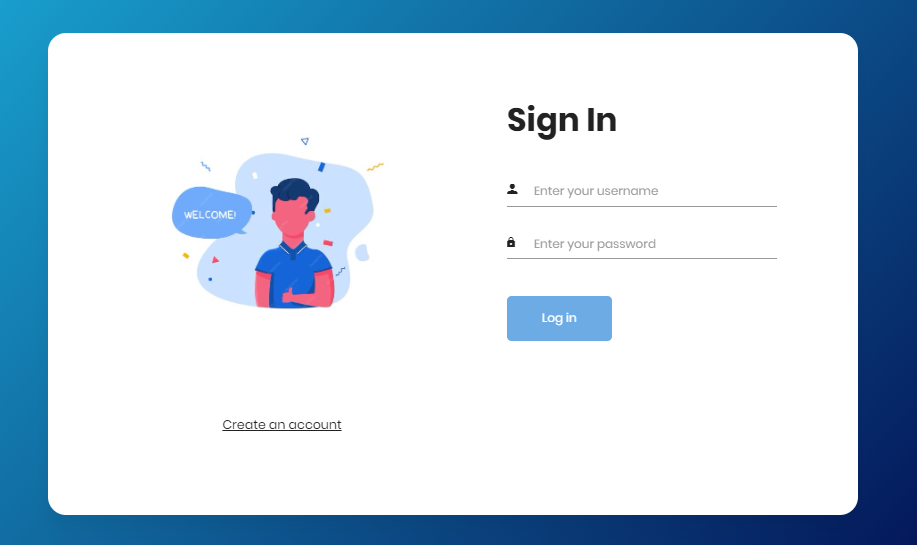 Sign In
WELCOME!
Enter your username
Enter your password
Log in
Create an account